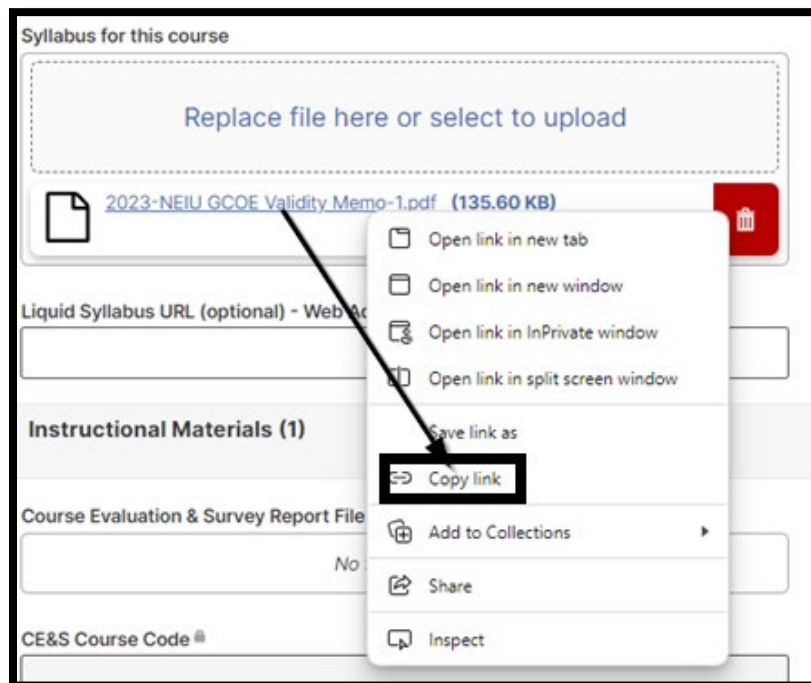 Syllabus for this course
Replace file here or select to upload
2023-NEIU GCOE Validity Memo-1.pdf (135.60 KB)
Open link in new tab
Open link in new window
Liquid Syllabus URL (optional) - Web
Open link in InPrivate window
Open link in split screen window
Instructional Materials (1)
Save link as
Copy link
Course Evaluation & Survey Report File
Add to Collections
No
Share
CE&S Course Code
Inspect